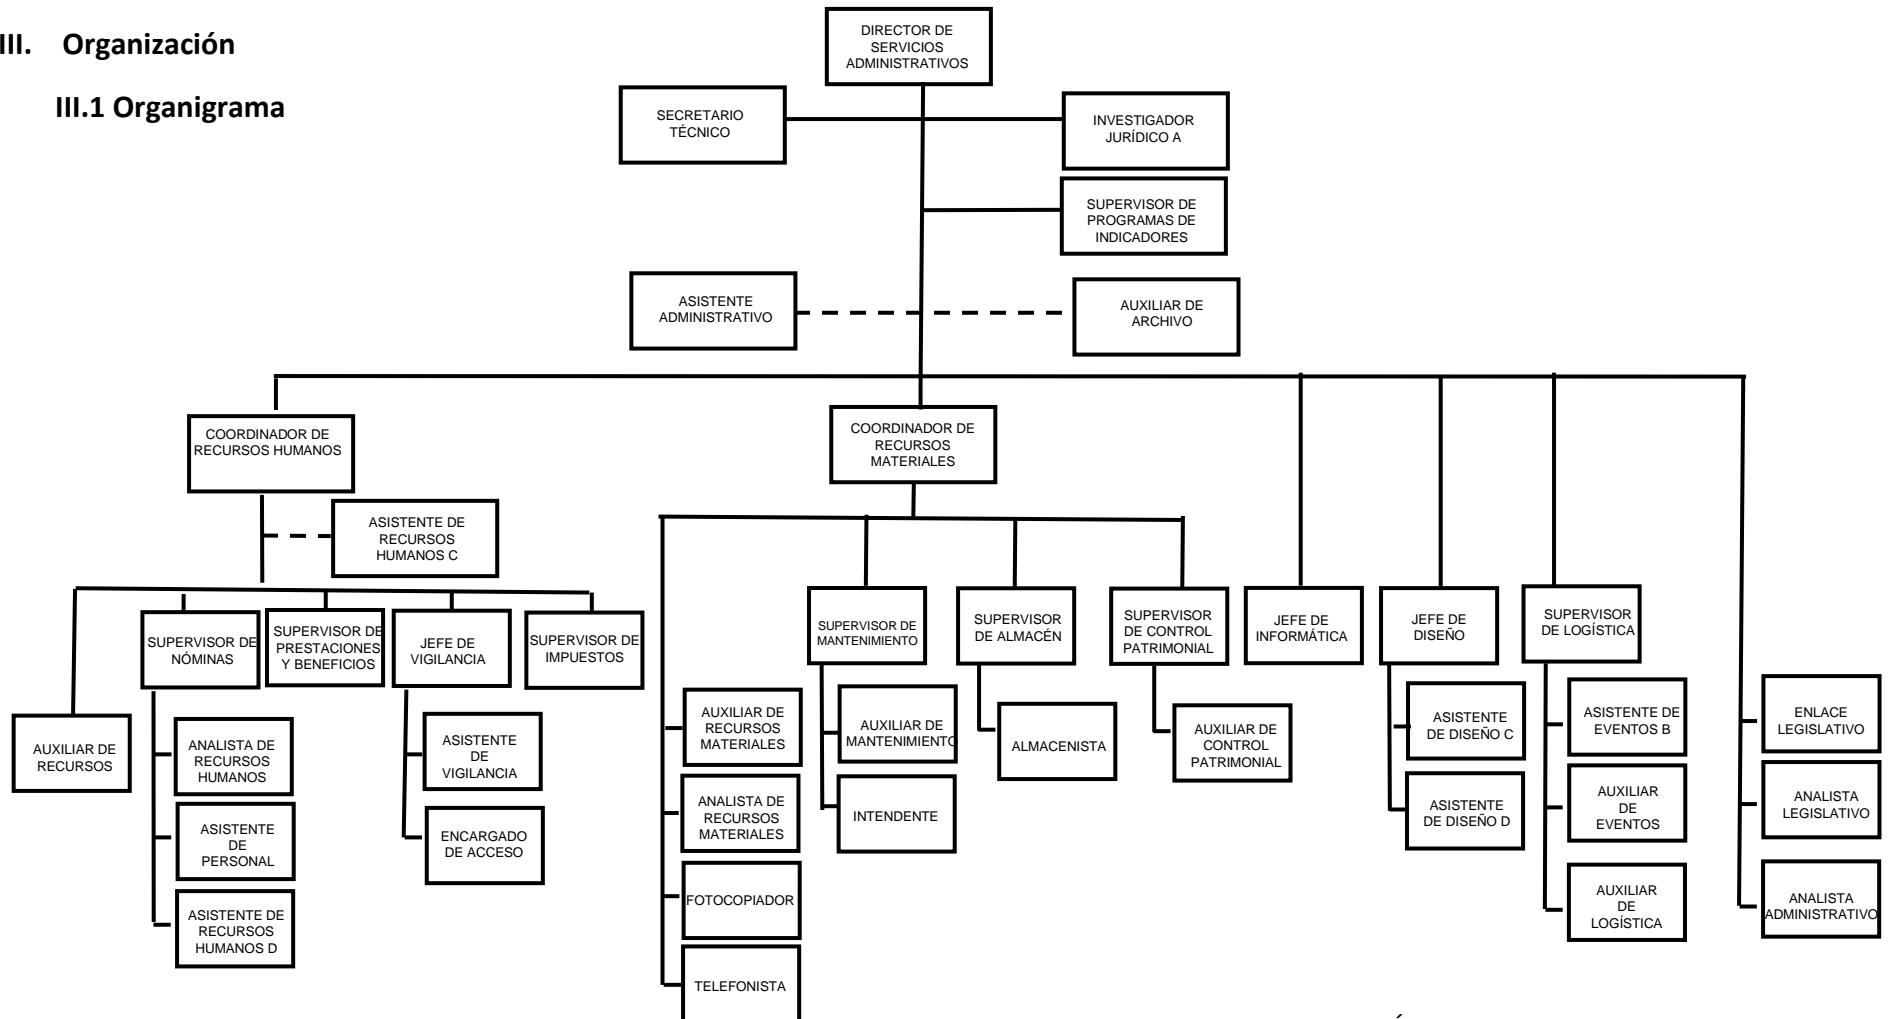 III. Organización
III.1 Organigrama
DIRECTOR DE
SERVICIOS
ADMINISTRATIVOS
SECRETARIO
TÉCNICO
INVESTIGADOR
JURÍDICO A
SUPERVISOR DE
PROGRAMAS DE
INDICADORES
ASISTENTE
ADMINISTRATIVO
AUXILIAR DE
ARCHIVO
COORDINADOR DE
RECURSOS HUMANOS
COORDINADOR DE
RECURSOS
MATERIALES
ASISTENTE DE
RECURSOS
HUMANOS C
SUPERVISOR DE
NÓMINAS
SUPERVISOR DE
PRESTACIONES
Y BENEFICIOS
JEFE DE
VIGILANCIA
SUPERVISOR DE
IMPUESTOS
SUPERVISOR DE
MANTENIMIENTO
SUPERVISOR
DE ALMACÉN
SUPERVISOR
DE CONTROL
PATRIMONIAL
JEFE DE
INFORMÁTICA
JEFE DE
DISEÑO
SUPERVISOR
DE LOGÍSTICA
AUXILIAR DE
RECURSOS
ANALISTA DE
RECURSOS
HUMANOS
ASISTENTE
DE
PERSONAL
ASISTENTE DE
RECURSOS
HUMANOS D
ASISTENTE
DE
VIGILANCIA
ENCARGADO
DE ACCESO
AUXILIAR DE
RECURSOS
MATERIALES
ANALISTA DE
RECURSOS
MATERIALES
FOTOCOPIADOR
TELEFONISTA
AUXILIAR DE
MANTENIMIENTO
INTENDENTE
ALMACENISTA
AUXILIAR DE
CONTROL
PATRIMONIAL
ASISTENTE
DE DISEÑO C
ASISTENTE
DE DISEÑO D
ASISTENTE DE
EVENTOS B
AUXILIAR
DE
EVENTOS
AUXILIAR
DE
LOGÍSTICA
ENLACE
LEGISLATIVO
ANALISTA
LEGISLATIVO
ANALISTA
ADMINISTRATIVO